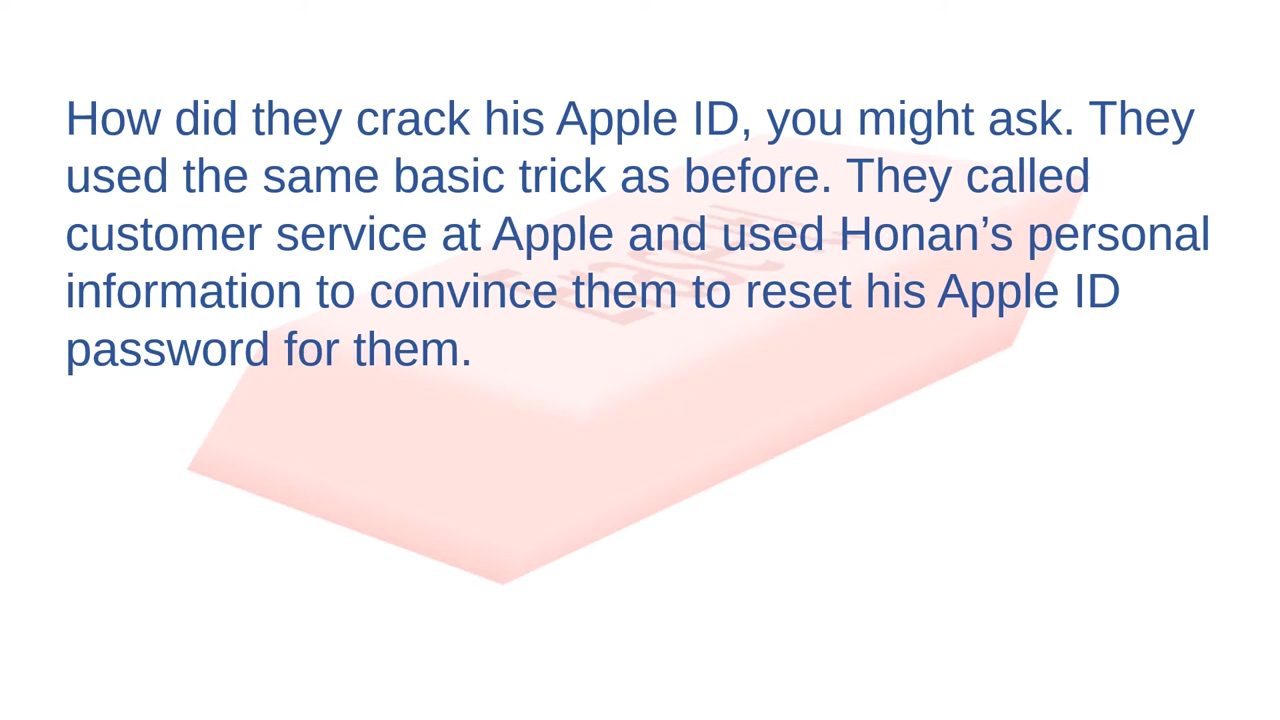 How did they crack his Apple ID, you might ask. They
used the same basic trick as before. They called
customer service at Apple and used Honan’s personal
information to convince them to reset his Apple ID
password for them.